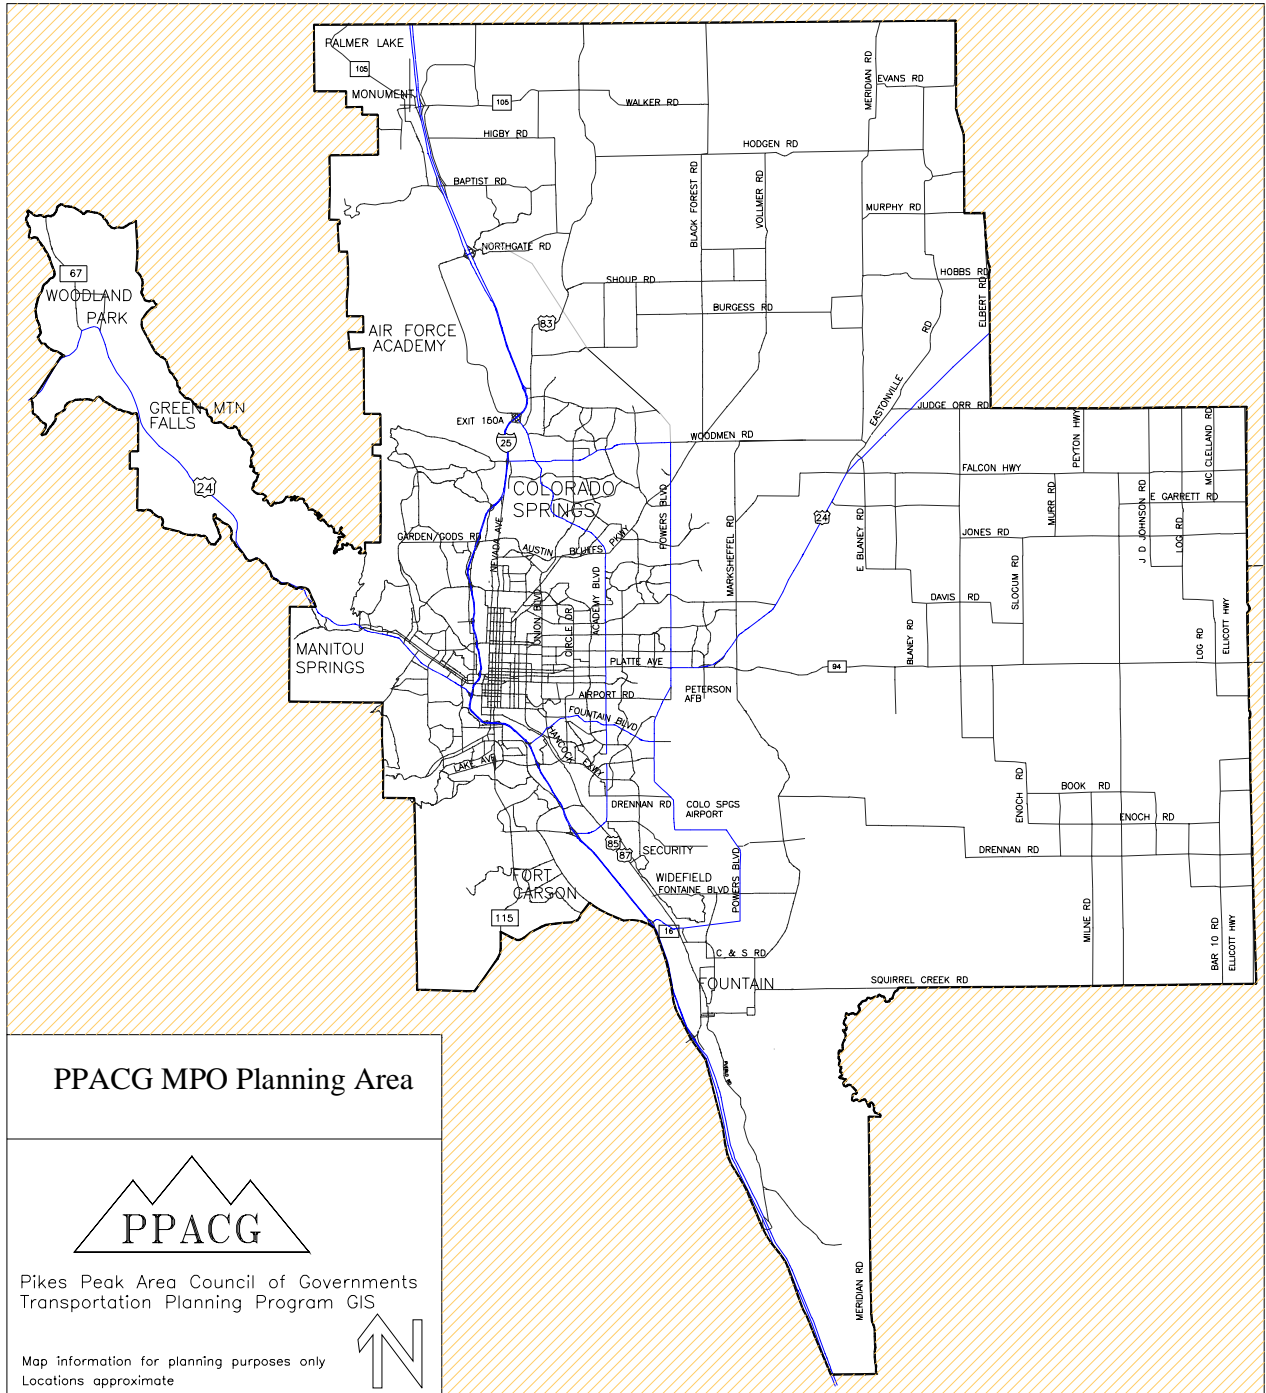 PALMER LAKE
105
MONUMENT
105
WALKER RD
MERIDIAN RD
EVANS RD
HIGBY RD
HODGEN RD
BAPTIST RD
BLACK FOREST RD
VOLLMER RD
MURPHY RD
NORTHGATE RD
SHOUP RD
HOBBS RD
ELBERT RD
BURGESS RD
67
WOODLAND
PARK
AIR FORCE
ACADEMY
83
RD
EASTONVILLE
GREEN MTN
FALLS
EXIT 150A
25
WOODMEN RD
JUDGE ORR RD
PEYTON HWY
MC CLELLAND RD
FALCON HWY
24
COLORADO
SPRINGS
POWERS BLVD
MARKSHEFFEL RD
24
E BLANEY RD
MURR RD
J D JOHNSON RD
E GARRETT RD
LOG RD
JONES RD
GARDEN/GODS RD
NEVADA AVE
AUSTIN
BLUFFS
PKWY
UNION BLVD
CIRCLE DR
ACADEMY BLVD
SLOCUM RD
DAVIS RD
BLANEY RD
LOG RD
ELLICOTT HWY
MANITOU
SPRINGS
PLATTE AVE
94
AIRPORT RD
PETERSON
AFB
FOUNTAIN BLVD
HANCOCK
EXWY
LAKE AVE
DRENNAN RD
COLO SPGS
AIRPORT
ENOCH RD
BOOK RD
ENOCH RD
DRENNAN RD
85
87
SECURITY
WIDEFIELD
FONTAINE BLVD
POWERS BLVD
FORT
CARSON
115
16
C & S RD
FOUNTAIN
SQUIRREL CREEK RD
MILNE RD
BAR 10 RD
ELLICOTT HWY
MERIDIAN RD
PPACG MPO Planning Area
PPACG
Pikes Peak Area Council of Governments
Transportation Planning Program GIS
N
Map information for planning purposes only
Locations approximate